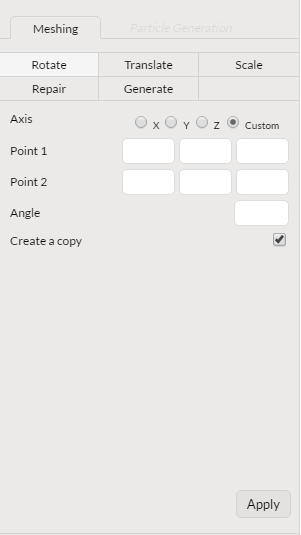 Meshing Particle Generation
Rotate Translate Scale
Repair Generate
Axis X Y Z Custom
Point 1
Point 2
Angle
Create a copy
Apply